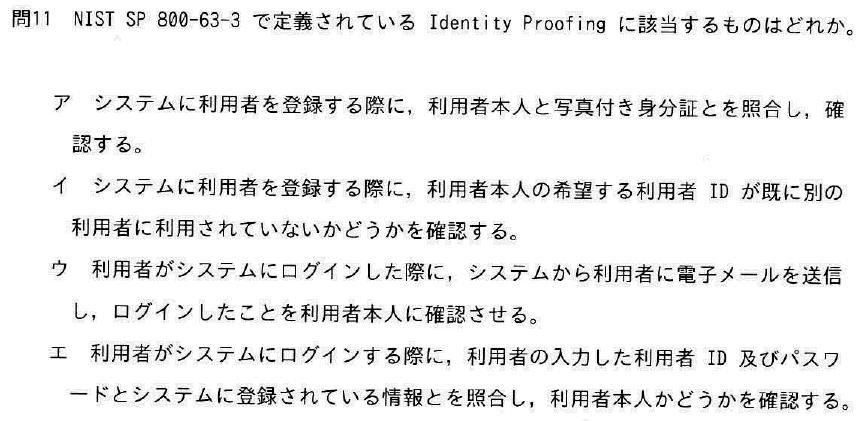 問11 NIST SP 800-63-3 で定義されている Identity Proofing に該当するものはどれか。
ア システムに利用者を登録する際に，利用者本人と写真付き身分証とを照合し，確
認する。
イ システムに利用者を登録する際に，利用者本人の希望する利用者 ID が既に別の
利用者に利用されていないかどうかを確認する。
ウ 利用者がシステムにログインした際に，システムから利用者に電子メールを送信
し，ログインしたことを利用者本人に確認させる。
エ 利用者がシステムにログインする際に，利用者の入力した利用者 ID 及びパスワ
ードとシステムに登録されている情報とを照合し，利用者本人かどうかを確認する。